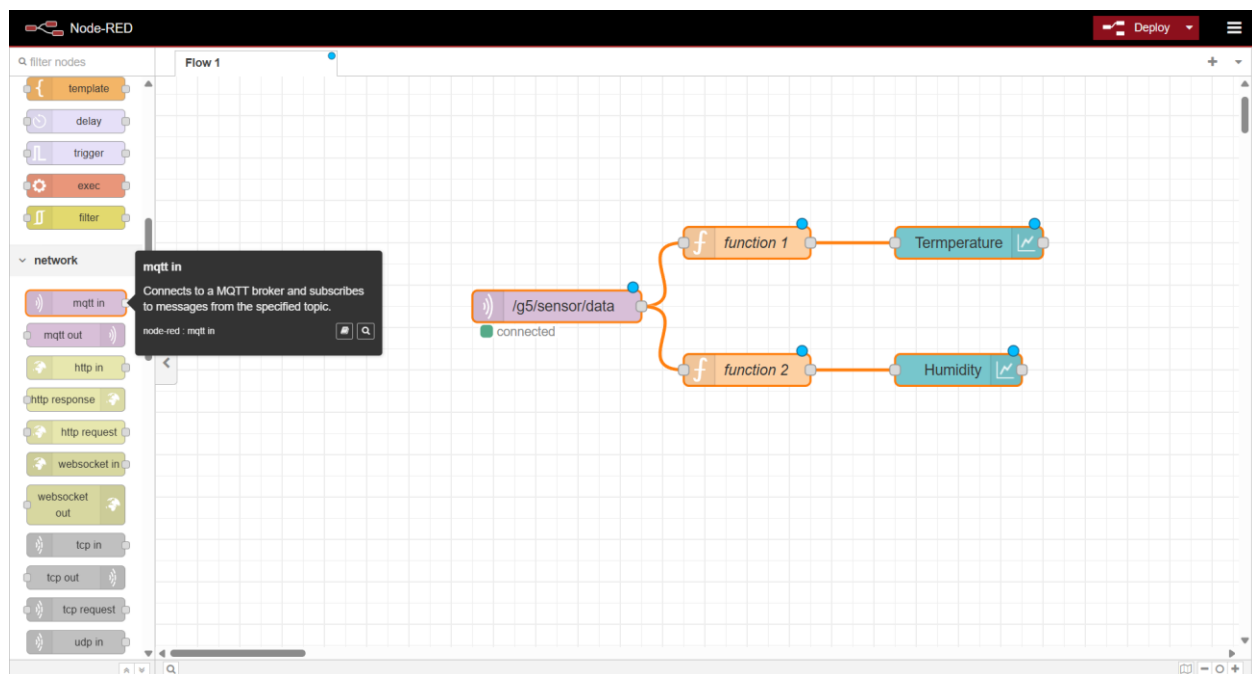 Node-RED
Deploy
filter nodes
Flow 1
template
delay
trigger
exec
filter
network
mqtt in
mqtt in
Connects to a MQTT broker and subscribes
to messages from the specified topic.
node-red : mqtt in
mqtt out
http in
http response
http request
websocket in
websocket
out
tcp in
tcp out
tcp request
udp in
function 1
Termperature
/g5/sensor/data
connected
function 2
Humidity